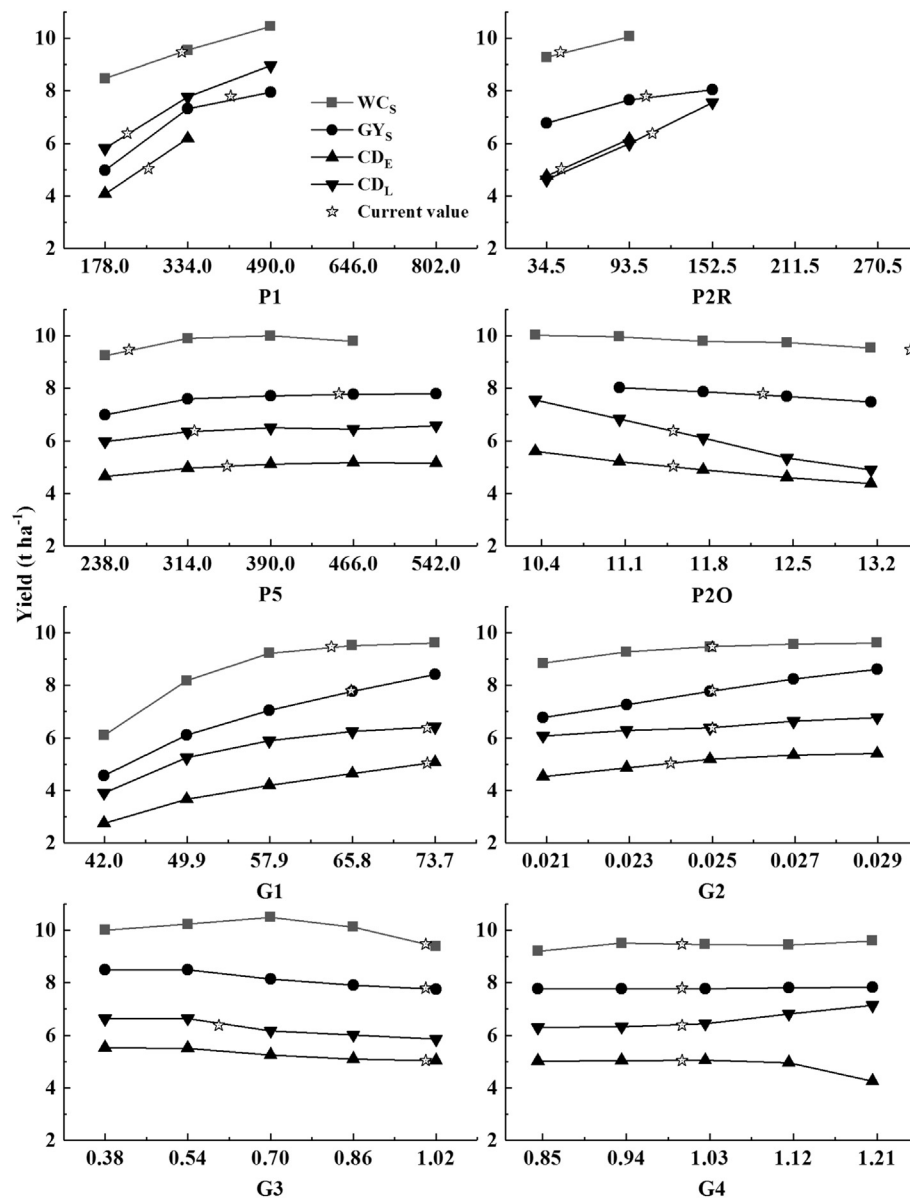 10
8
6
4
2
178.0 334.0 490.0 646.0 802.0
P1
WCS
GYS
CDE
CDL
Current value
10
8
6
4
2
34.5 93.5 152.5 211.5 270.5
P2R
Yield (t ha-1)
10
8
6
4
2
238.0 314.0 390.0 466.0 542.0
P5
10
8
6
4
2
10.4 11.1 11.8 12.5 13.2
P2O
10
8
6
4
2
42.0 49.9 57.9 65.8 73.7
G1
10
8
6
4
2
0.021 0.023 0.025 0.027 0.029
G2
10
8
6
4
2
0.38 0.54 0.70 0.86 1.02
G3
10
8
6
4
2
0.85 0.94 1.03 1.12 1.21
G4